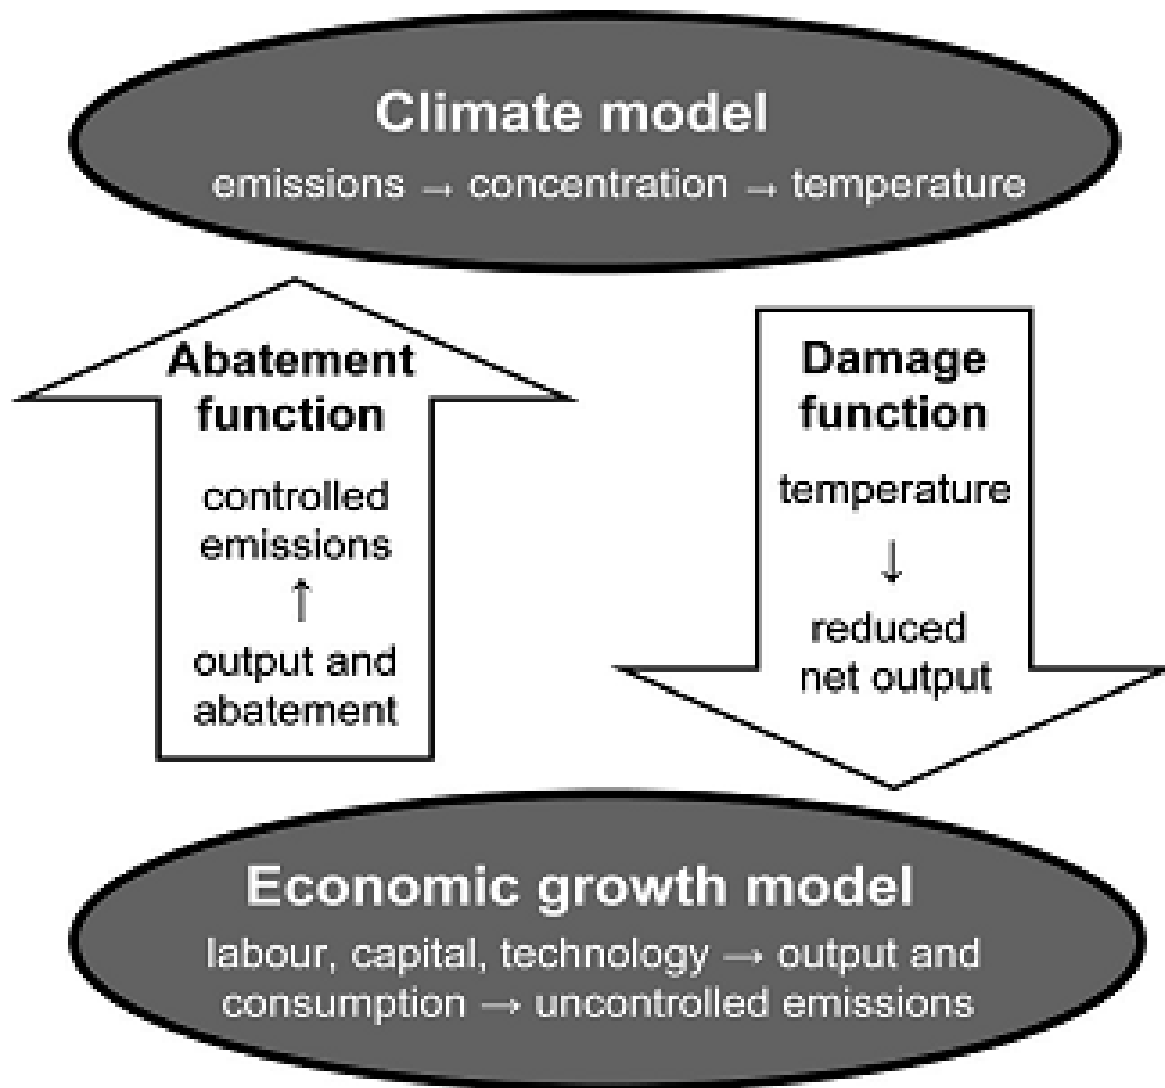 Climate model
emissions → concentration → temperature
Abatement
function
controlled
emissions
↑
output and
abatement
Damage
function
temperature
↓
reduced
net output
Economic growth model
labour, capital, technology → output and
consumption → uncontrolled emissions